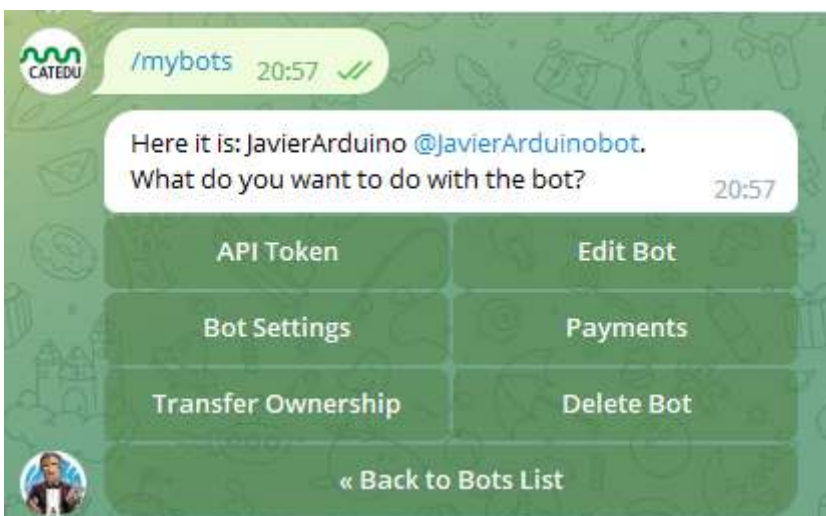 CATEDU
/mybots 20:57
Here it is: JavierArduino @JavierArduinobot.
What do you want to do with the bot? 20:57
API Token Edit Bot
Bot Settings Payments
Transfer Ownership Delete Bot
« Back to Bots List